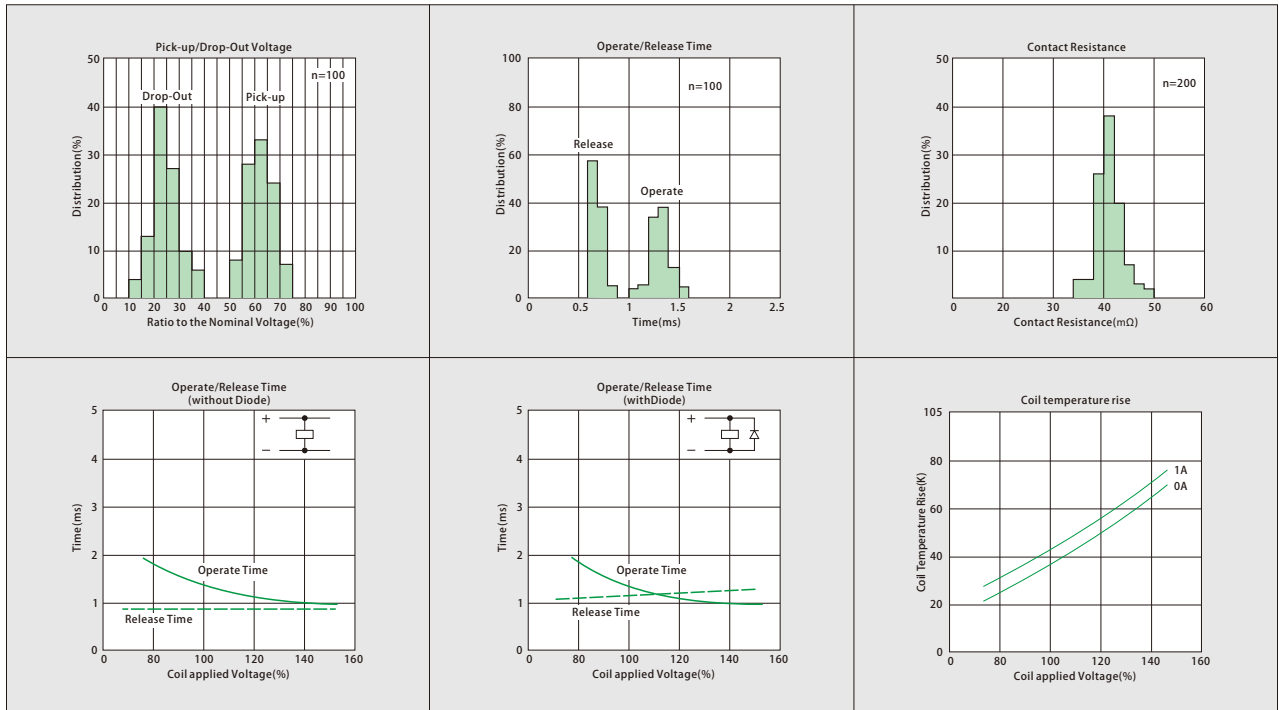 Pick-up/Drop-Out Voltage
50
n=100
Drop-Out
Pick-up
40
30
20
10
0
Distribution(%)
0 10 20 30 40 50 60 70 80 90 100
Ratio to the Nominal Voltage(%)
Operate/Release Time
100
n=100
80
Release
60
Operate
40
20
0
Distribution(%)
0 0.5 1 1.5 2 2.5
Time(ms)
Contact Resistance
50
n=200
40
30
20
10
Distribution(%)
0 20 30 40 50 60
Contact Resistance(mΩ)
Operate/Release Time
(without Diode)
5
+
−
4
3
2
Operate Time
1
Release Time
0
Time(ms)
0 80 100 120 140 160
Coil applied Voltage(%)
Operate/Release Time
(withDiode)
5
+
−
4
3
2
Operate Time
1
Release Time
0
Time(ms)
0 80 100 120 140 160
Coil applied Voltage(%)
Coil temperature rise
105
80
1A
0A
60
40
20
0
Coil Temperature Rise(K)
0 80 100 120 140 160
Coil applied Voltage(%)